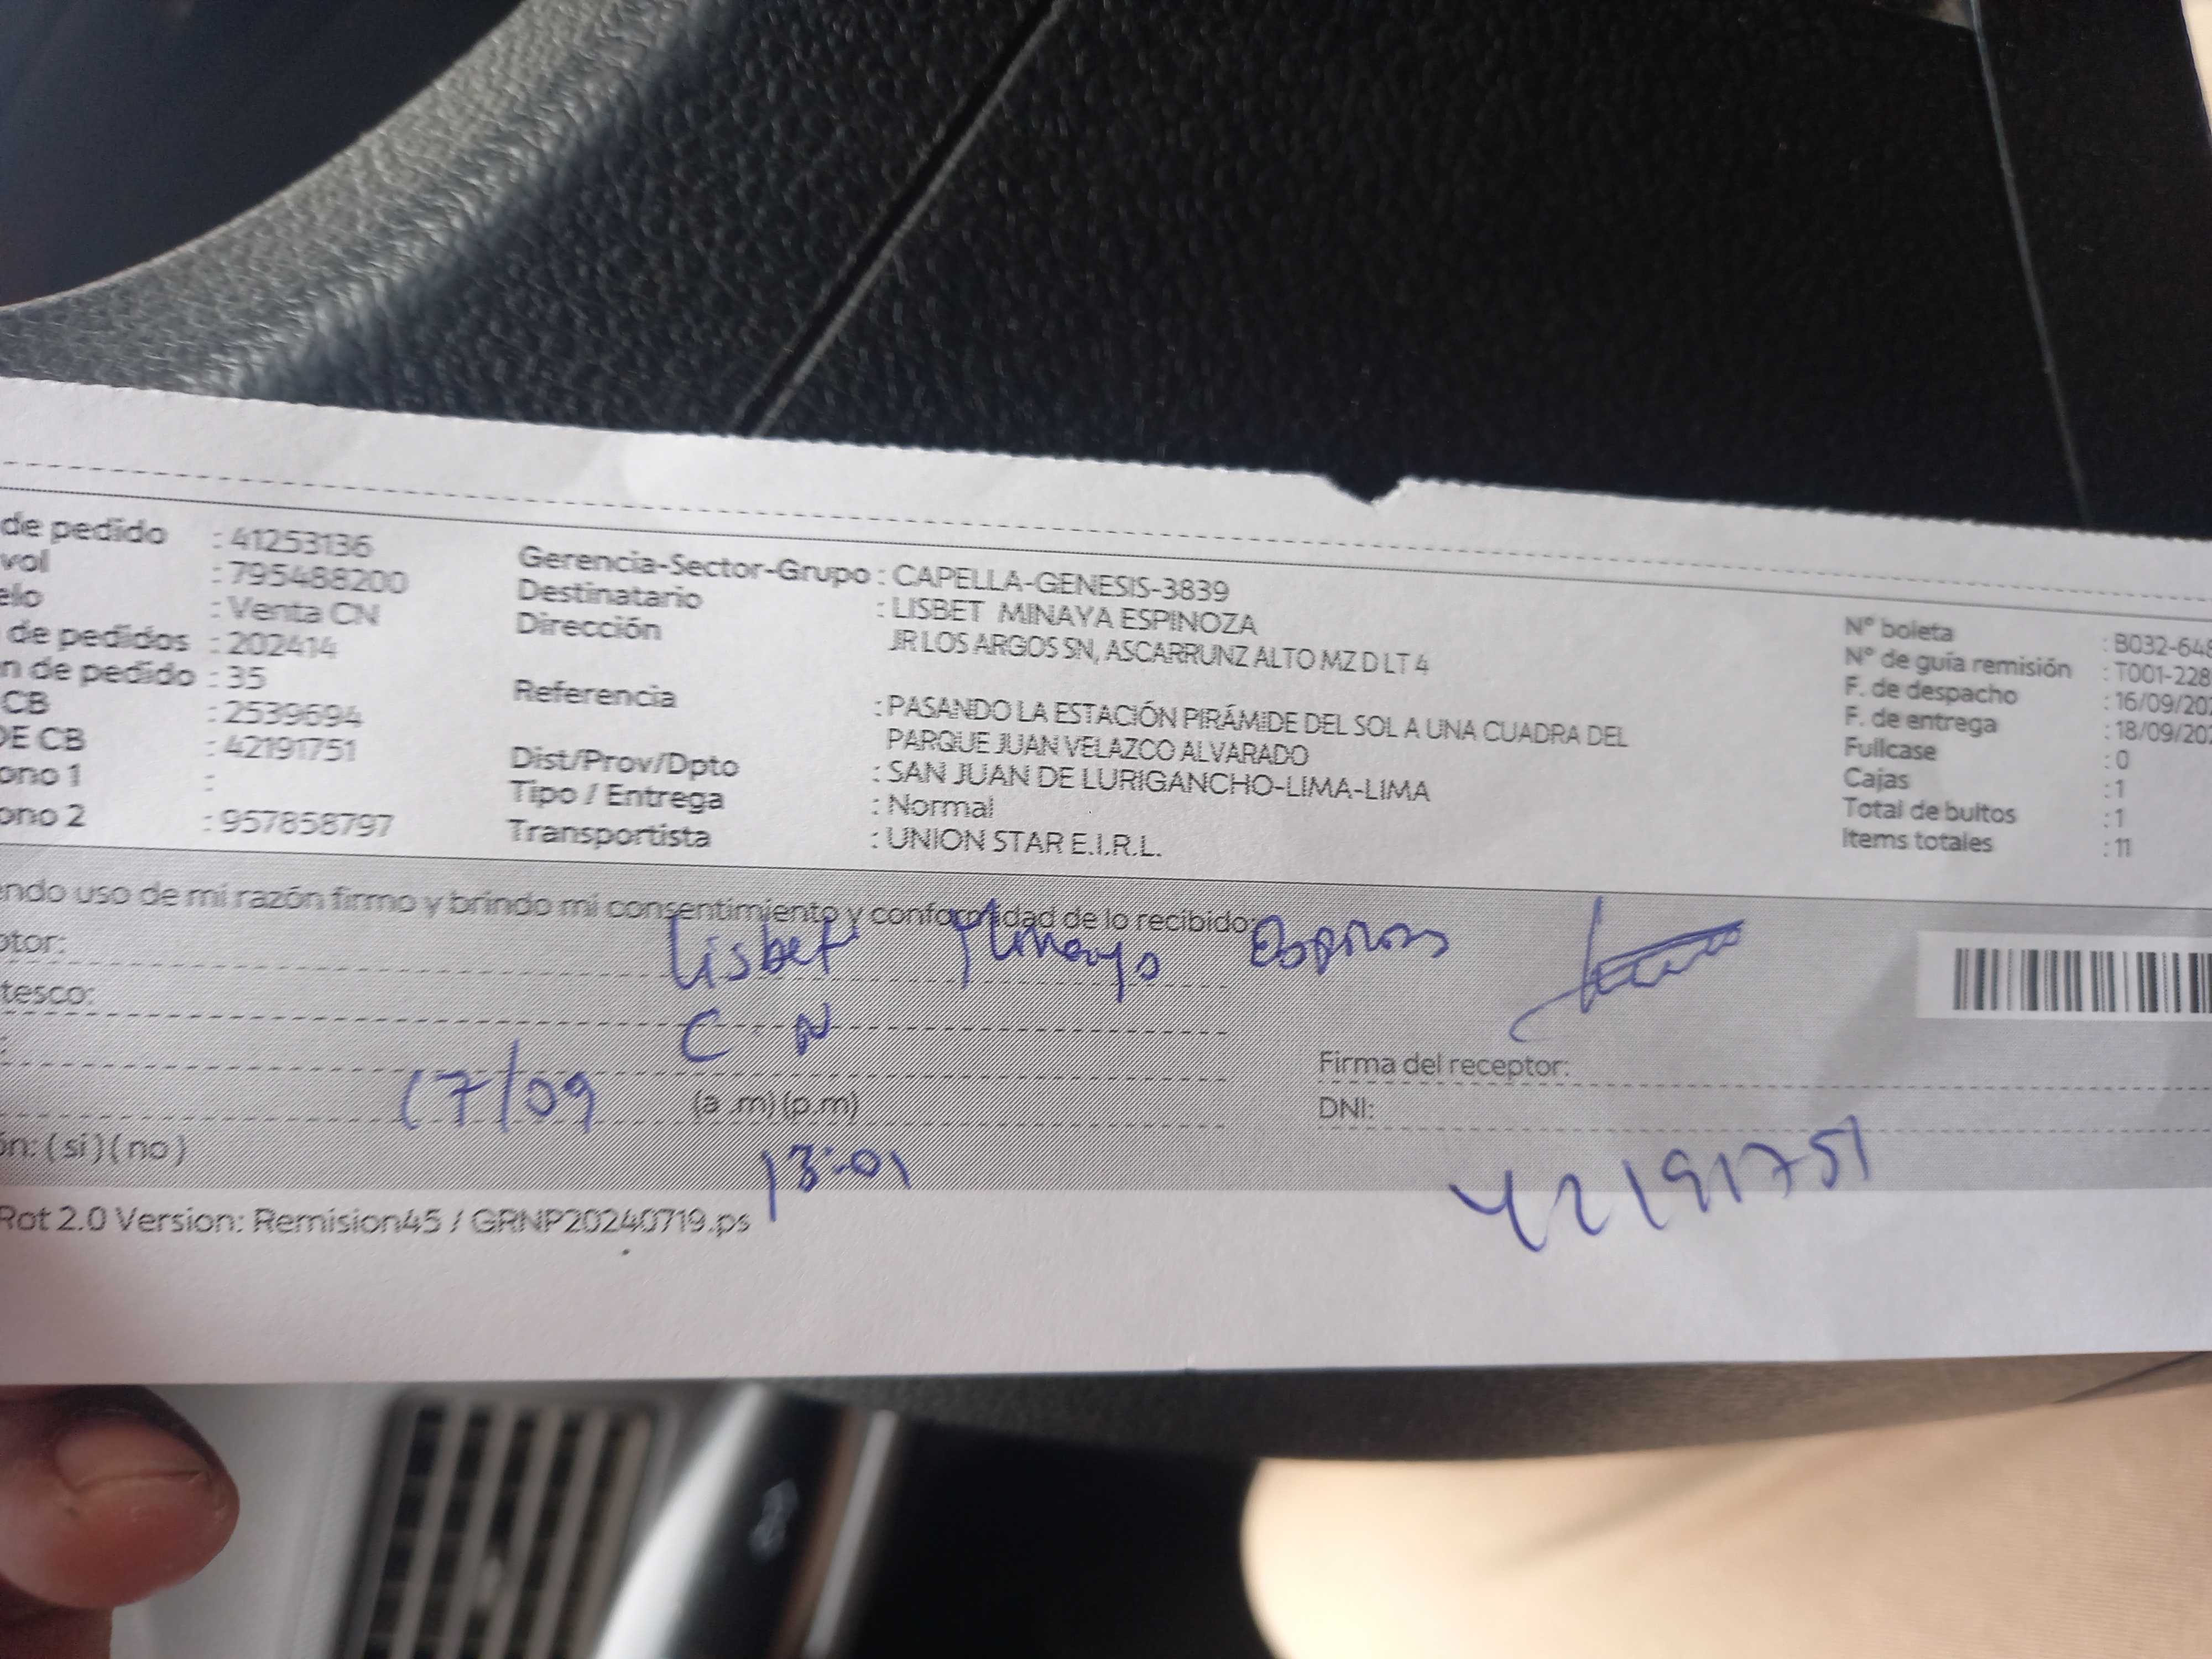 de pedido : 41253136
vol : 795488200
elo : Venta CN
de pedidos : 202414
n de pedido : 35
CB : 2539694
DE CB : 42191751
ono 1 :
ono 2 : 957858797
Gerencia-Sector-Grupo : CAPELLA-GENESIS-3839
Destinatario : LISBET MINAYA ESPINOZA
Dirección JR LOS ARGOS SN, ASCARRUNZ ALTO MZ D LT 4
Referencia : PASANDO LA ESTACIÓN PIRÁMIDE DEL SOL A UNA CUADRA DEL
PARQUE JUAN VELAZCO ALVARADO
Dist/Prov/Dpto : SAN JUAN DE LURIGANCHO-LIMA-LIMA
Tipo / Entrega : Normal
Transportista : UNION STAR E.I.R.L.
N° boleta : B032-648
N° de guía remisión : T001-228
F. de despacho : 16/09/202
F. de entrega : 18/09/202
Fullcase : 0
Cajas : 1
Total de bultos : 1
Items totales : 11
endo uso de mi razón firmo y brindo mi consentimiento y conformidad de lo recibido:
ptor: Lisbet Minaya Espinoza
tesco: C N
:
17/09 (a .m) (p.m)
13:01
ón: ( si ) ( no )
Firma del receptor:
DNI:
42191751
Rot 2.0 Version: Remision45 / GRNP20240719.ps